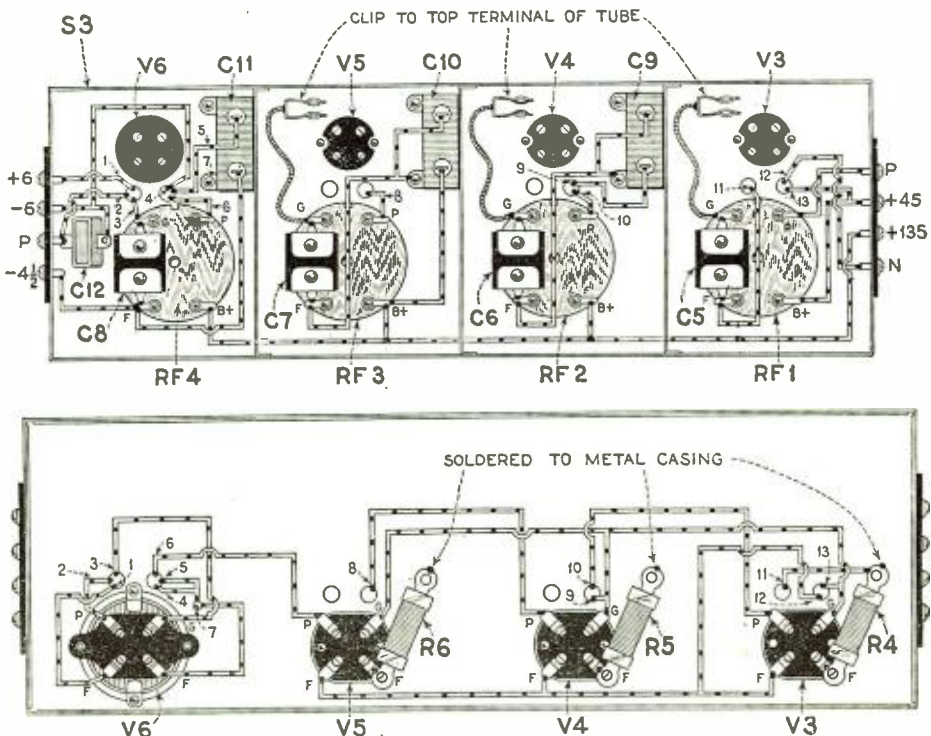 CLIP TO TOP TERMINAL OF TUBE
S3
V6 C11 V5 C10 V4 C9 V3
5
7
1
+6
2
4
6
3
P
-6
P
-4½
C12
C8
A
F
B+
RF4
8
G
P
C7
F
B+
RF3
9
10
G
P
C6
F
B+
RF2
12
11
13
G
P
+45
+135
N
C5
F
B+
RF1
SOLDERED TO METAL CASING
3
1
6
2
5
4
7
P
G
F
F
V6
8
P
G
R6
F
F
V5
10
9
P
G
R5
F
F
V4
13
11
12
P
G
R4
F
F
V3